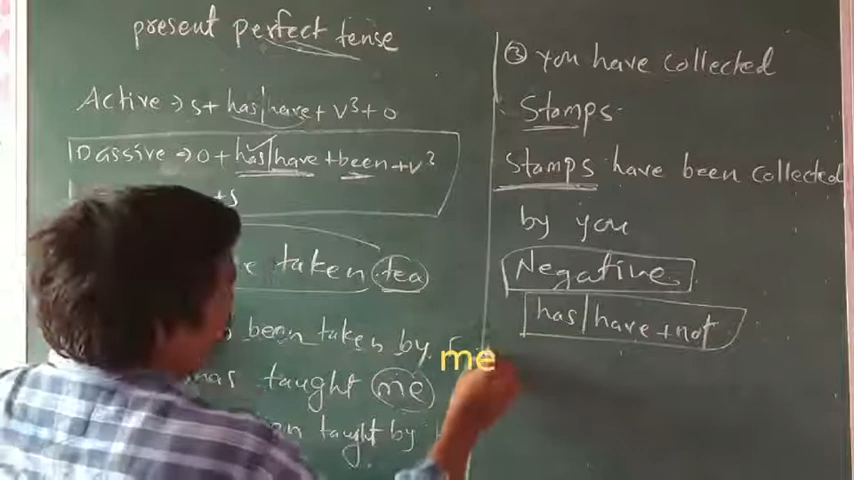 present perfect tense
Active → s+ has/have + V³ + o
Passive → o + has/have + been + V³
+ s
taken tea
been taken by
me
has taught me
taught by
③ You have collected
Stamps.
Stamps have been collected
by you
Negative
has/have + not